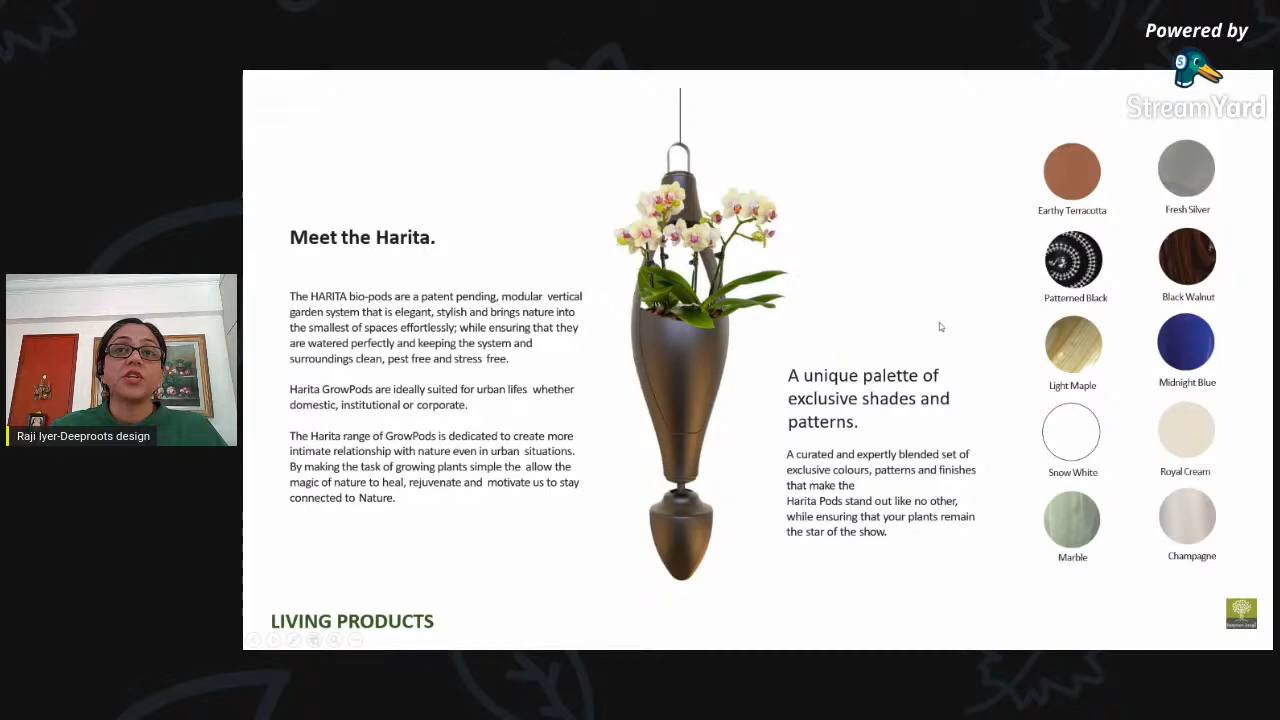 Powered by
StreamYard
Meet the Harita.
The HARITA bio-pods are a patent pending, modular vertical
garden system that is elegant, stylish and brings nature into
the smallest of spaces effortlessly; while ensuring that they
are watered perfectly and keeping the system and
surroundings clean, pest free and stress free.
Harita GrowPods are ideally suited for urban lifes whether
domestic, institutional or corporate.
The Harita range of GrowPods is dedicated to create more
intimate relationship with nature even in urban situations.
By making the task of growing plants simple the allow the
magic of nature to heal, rejuvenate and motivate us to stay
connected to Nature.
A unique palette of
exclusive shades and
patterns.
A curated and expertly blended set of
exclusive colours, patterns and finishes
that make the
Harita Pods stand out like no other,
while ensuring that your plants remain
the star of the show.
Earthy Terracotta
Fresh Silver
Patterned Black
Black Walnut
Light Maple
Midnight Blue
Snow White
Royal Cream
Marble
Champagne
LIVING PRODUCTS
Raji Iyer-Deeproots design